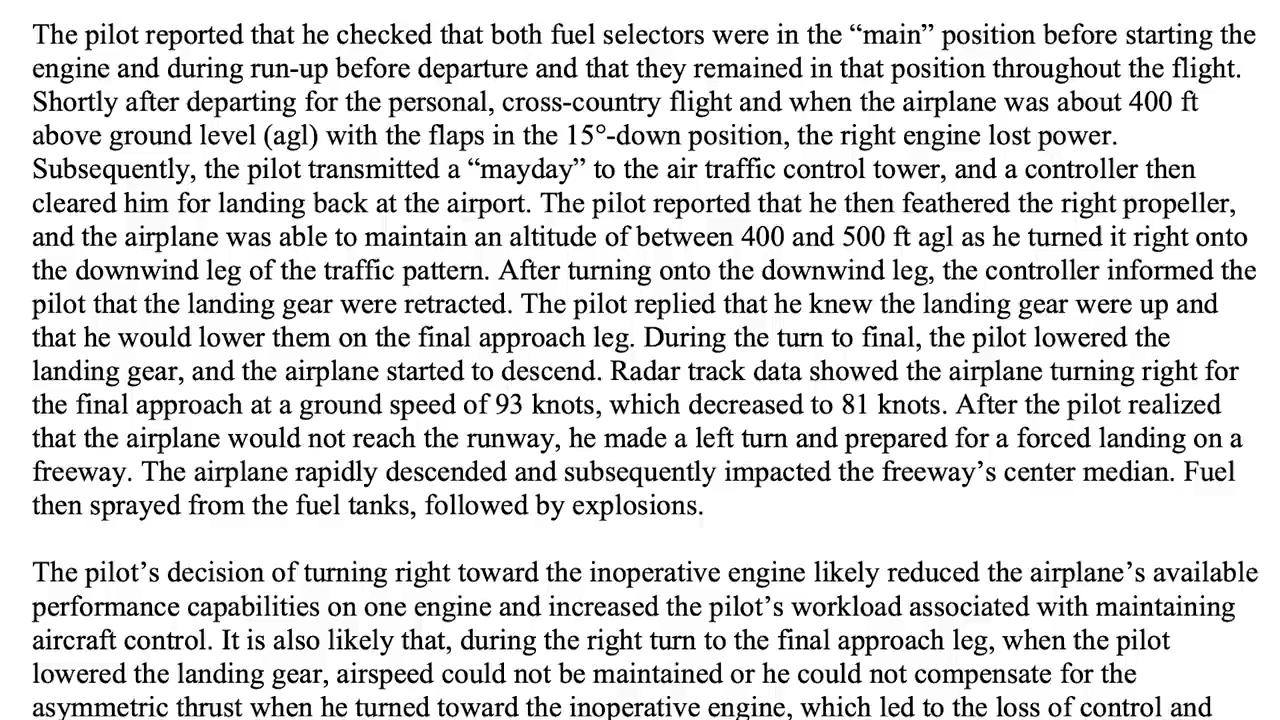 The pilot reported that he checked that both fuel selectors were in the “main” position before starting the
engine and during run-up before departure and that they remained in that position throughout the flight.
Shortly after departing for the personal, cross-country flight and when the airplane was about 400 ft
above ground level (agl) with the flaps in the 15°-down position, the right engine lost power.
Subsequently, the pilot transmitted a “mayday” to the air traffic control tower, and a controller then
cleared him for landing back at the airport. The pilot reported that he then feathered the right propeller,
and the airplane was able to maintain an altitude of between 400 and 500 ft agl as he turned it right onto
the downwind leg of the traffic pattern. After turning onto the downwind leg, the controller informed the
pilot that the landing gear were retracted. The pilot replied that he knew the landing gear were up and
that he would lower them on the final approach leg. During the turn to final, the pilot lowered the
landing gear, and the airplane started to descend. Radar track data showed the airplane turning right for
the final approach at a ground speed of 93 knots, which decreased to 81 knots. After the pilot realized
that the airplane would not reach the runway, he made a left turn and prepared for a forced landing on a
freeway. The airplane rapidly descended and subsequently impacted the freeway’s center median. Fuel
then sprayed from the fuel tanks, followed by explosions.
The pilot’s decision of turning right toward the inoperative engine likely reduced the airplane’s available
performance capabilities on one engine and increased the pilot’s workload associated with maintaining
aircraft control. It is also likely that, during the right turn to the final approach leg, when the pilot
lowered the landing gear, airspeed could not be maintained or he could not compensate for the
asymmetric thrust when he turned toward the inoperative engine, which led to the loss of control and